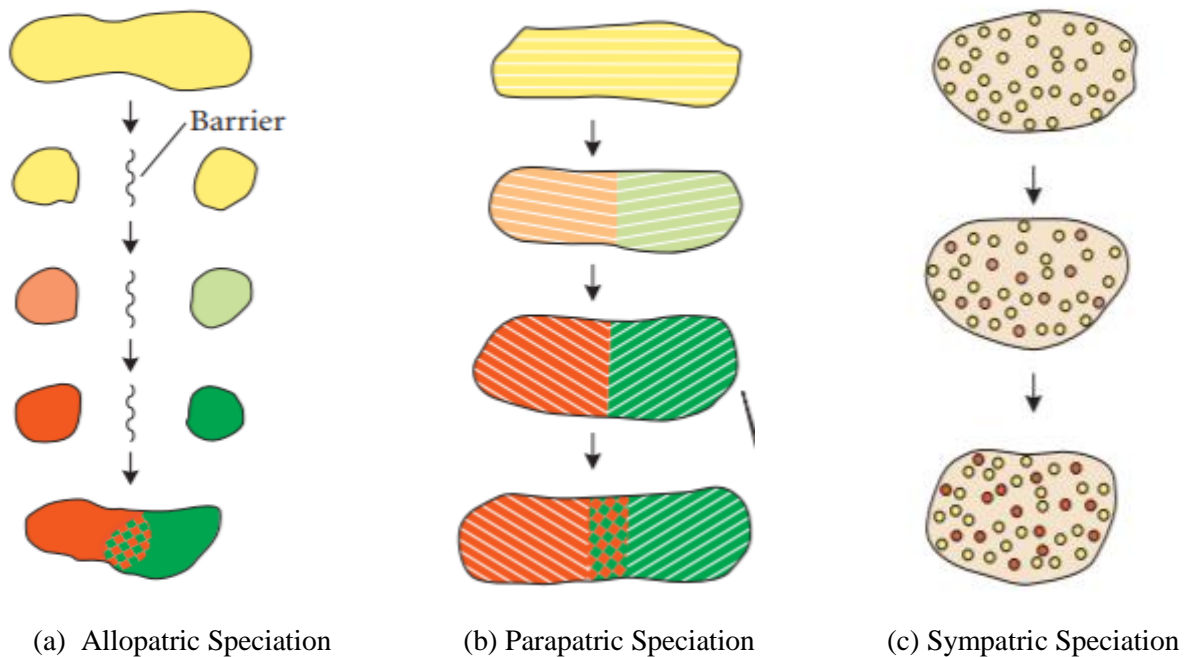 Barrier
(a) Allopatric Speciation
(b) Parapatric Speciation
(c) Sympatric Speciation